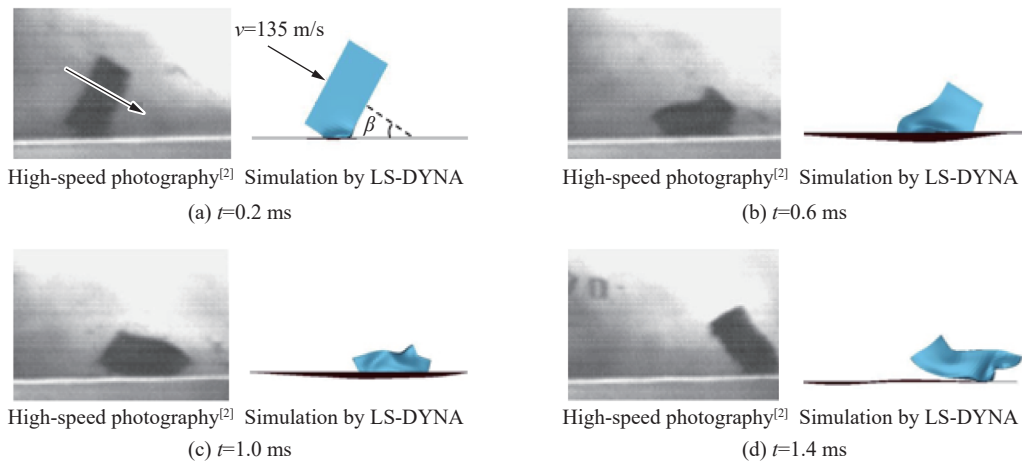 v=135 m/s
β
High-speed photography[2] Simulation by LS-DYNA
(a) t=0.2 ms
High-speed photography[2] Simulation by LS-DYNA
(b) t=0.6 ms
High-speed photography[2] Simulation by LS-DYNA
(c) t=1.0 ms
High-speed photography[2] Simulation by LS-DYNA
(d) t=1.4 ms